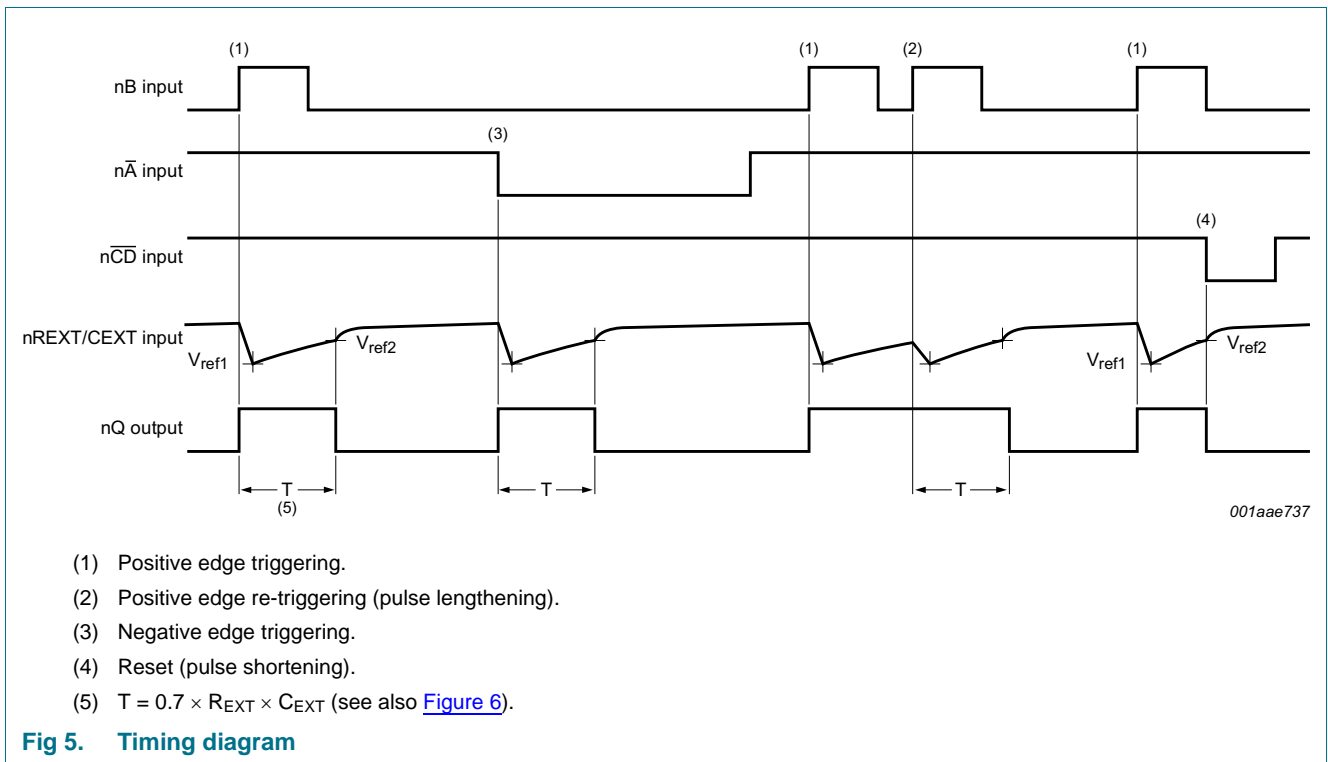 (1) (1) (2) (1)
nB input
(3)
nA̅ input
(4)
nC̅D̅ input
nREXT/CEXT input
Vref1 Vref2 Vref1 Vref2
nQ output
T T T
(5)
001aae737
(1) Positive edge triggering.
(2) Positive edge re-triggering (pulse lengthening).
(3) Negative edge triggering.
(4) Reset (pulse shortening).
(5) T = 0.7 × REXT × CEXT (see also Figure 6).
Fig 5. Timing diagram